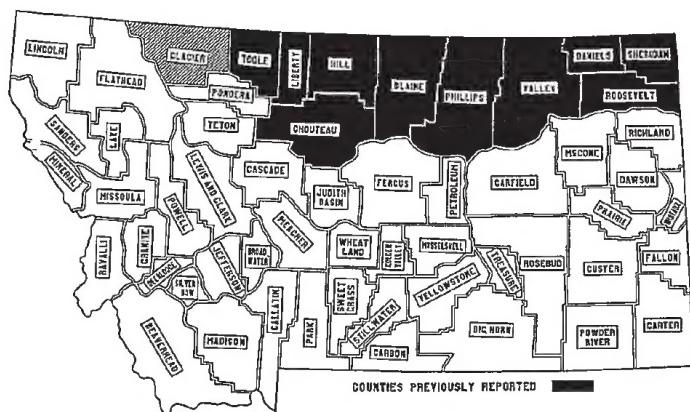 LINCOLN
FLATHEAD
GLACIER
TOOLE
LIBERTY
HILL
BLAINE
PHILLIPS
VALLEY
DANIELS
SHERIDAN
ROOSEVELT
PONDERA
TETON
CHOUTEAU
SANDERS
LAKE
MINERAL
MISSOULA
POWELL
LEWIS AND CLARK
CASCADE
JUDITH
BASIN
FERGUS
PETROLEUM
GARFIELD
MSCONE
RICHLAND
DAWSON
PRAIRIE
WIBAUX
RAVALLI
GRANITE
DEERLODGE
SILVER
BOW
JEFFERSON
BROAD
WATER
MEAGHER
WHEAT
LAND
GOLDEN
VALLEY
MUSSELSHELL
TREASURE
ROSEBUD
CUSTER
FALLON
BEAVERHEAD
MADISON
GALLATIN
PARK
SWEET
GRASS
STILLWATER
YELLOWSTONE
CARBON
BIG HORN
POWDER
RIVER
CARTER
COUNTIES PREVIOUSLY REPORTED